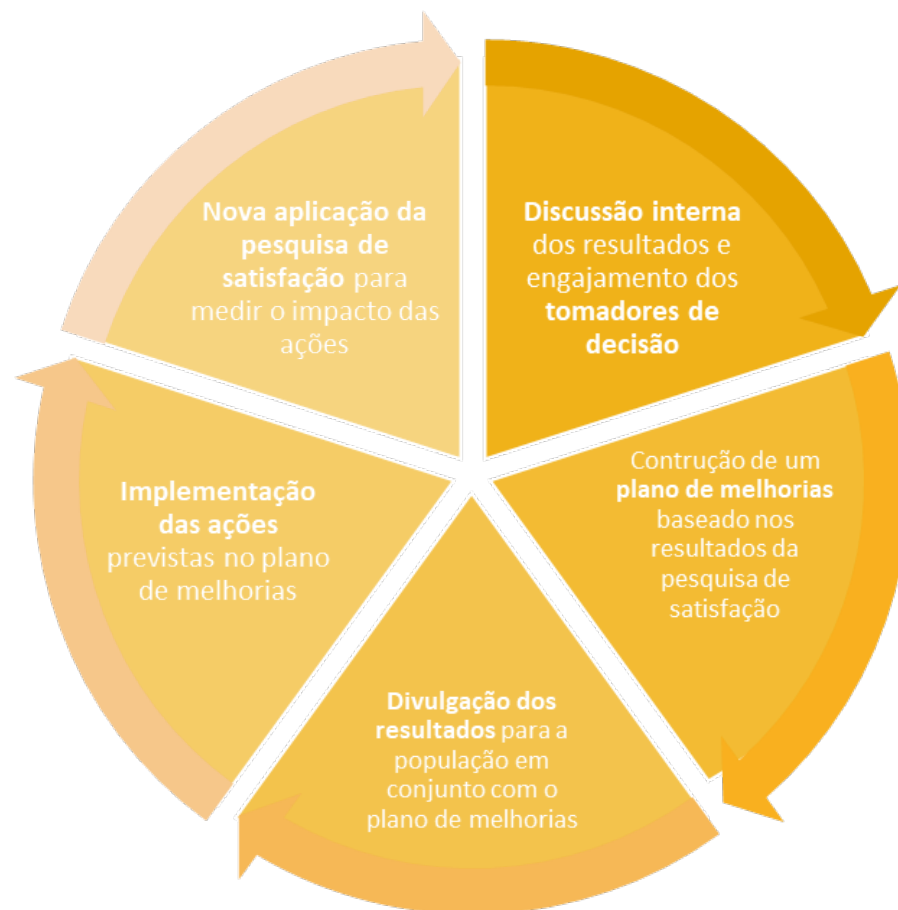 Nova aplicação da
pesquisa de
satisfação para
medir o impacto das
ações
Discussão interna
dos resultados e
engajamento dos
tomadores de
decisão
Contrução de um
plano de melhorias
baseado nos
resultados da
pesquisa de
satisfação
Implementação
das ações
previstas no plano
de melhorias
Divulgação dos
resultados para a
população em
conjunto com o
plano de melhorias